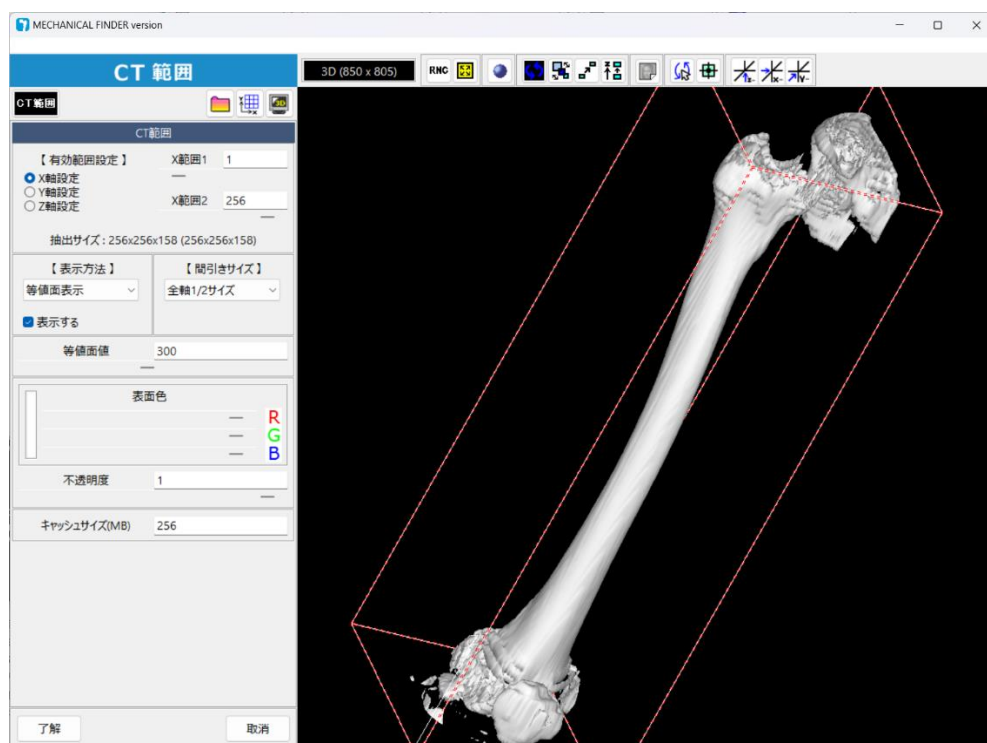 MECHANICAL FINDER version
CT 範囲
3D (850 x 805)
RNC
CT範囲
3D
CT範囲
【 有効範囲設定 】
X範囲1 1
X軸設定
Y軸設定
Z軸設定
X範囲2 256
抽出サイズ : 256x256x158 (256x256x158)
【 表示方法 】
【 間引きサイズ 】
等値面表示
全軸1/2サイズ
表示する
等値面値 300
表面色
R
G
B
不透明度 1
キャッシュサイズ(MB) 256
了解
取消